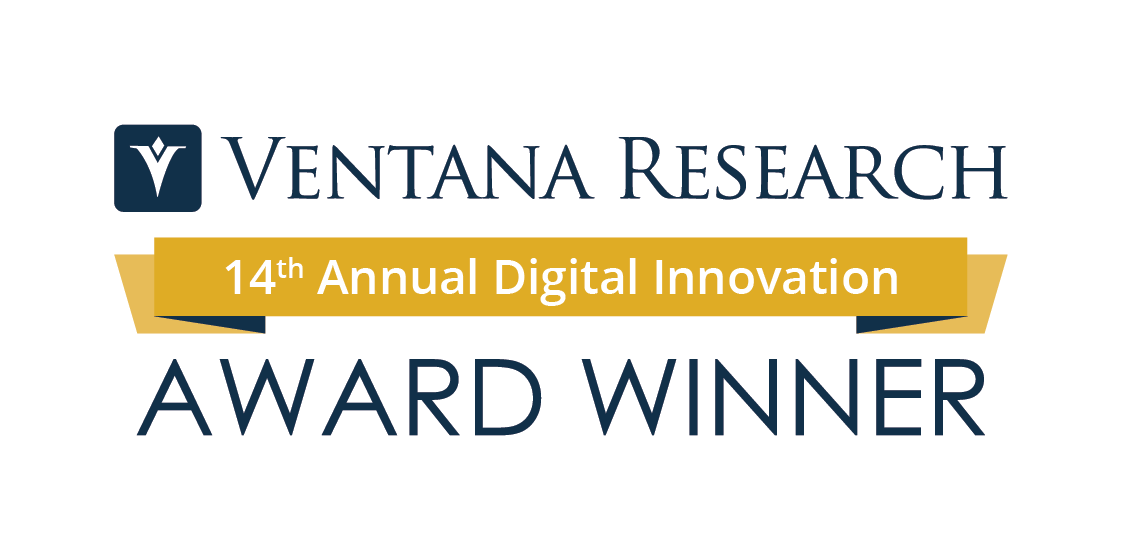 VENTANA RESEARCH
14th Annual Digital Innovation
AWARD WINNER